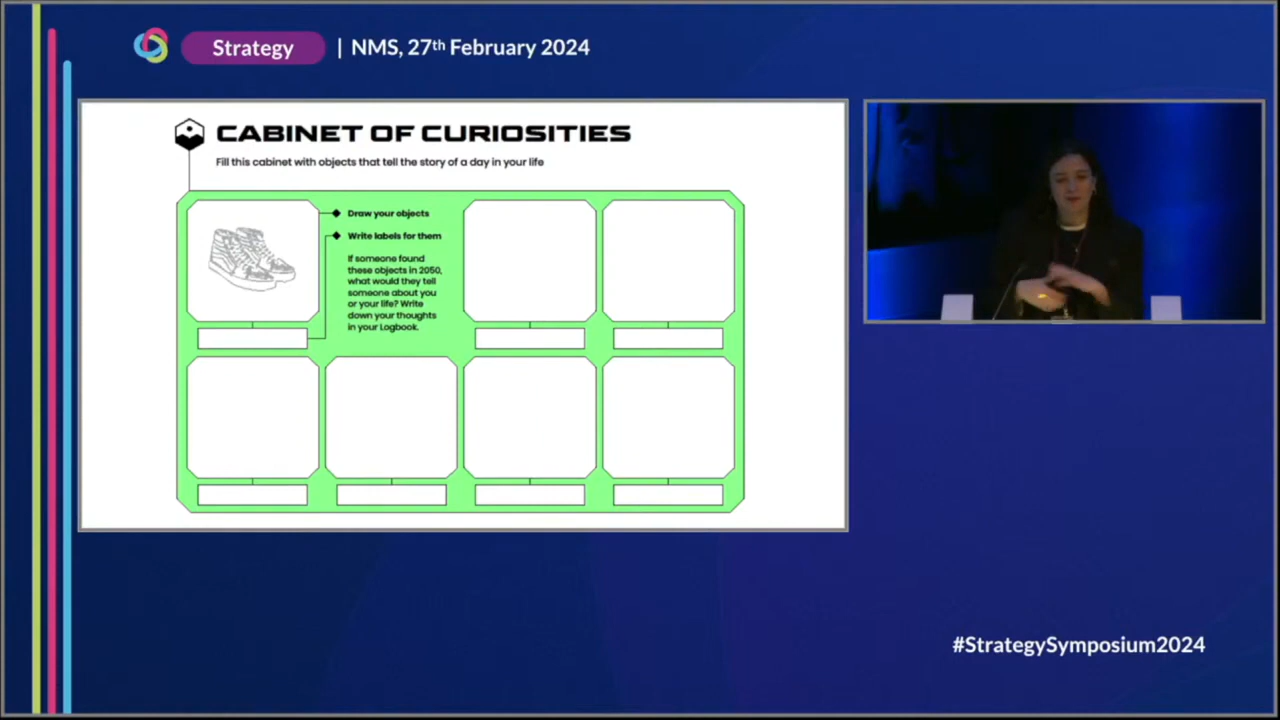 Strategy | NMS, 27th February 2024
CABINET OF CURIOSITIES
Fill this cabinet with objects that tell the story of a day in your life
Draw your objects
Write labels for them
If someone found
these objects in 2050,
what would they tell
someone about you
or your life? Write
down your thoughts
in your Logbook.
#StrategySymposium2024